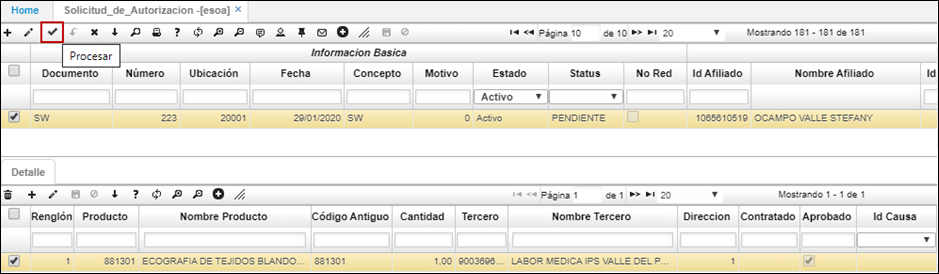 Home Solicitud_de_Autorizacion -[esoa] ×
Página 10 de 10 20 Mostrando 181 - 181 de 181
Procesar
Informacion Basica
Documento Número Ubicación Fecha Concepto Motivo Estado Status No Red Id Afiliado Nombre Afiliado Id
Activo
SW 223 20001 29/01/2020 SW 0 Activo PENDIENTE 1065610519 OCAMPO VALLE STEFANY
Detalle
Página 1 de 1 20 Mostrando 1 - 1 de 1
Renglón Producto Nombre Producto Código Antiguo Cantidad Tercero Nombre Tercero Direccion Contratado Aprobado Id Causa
1 881301 ECOGRAFIA DE TEJIDOS BLANDO... 881301 1,00 9003696... LABOR MEDICA IPS VALLE DEL P... 1